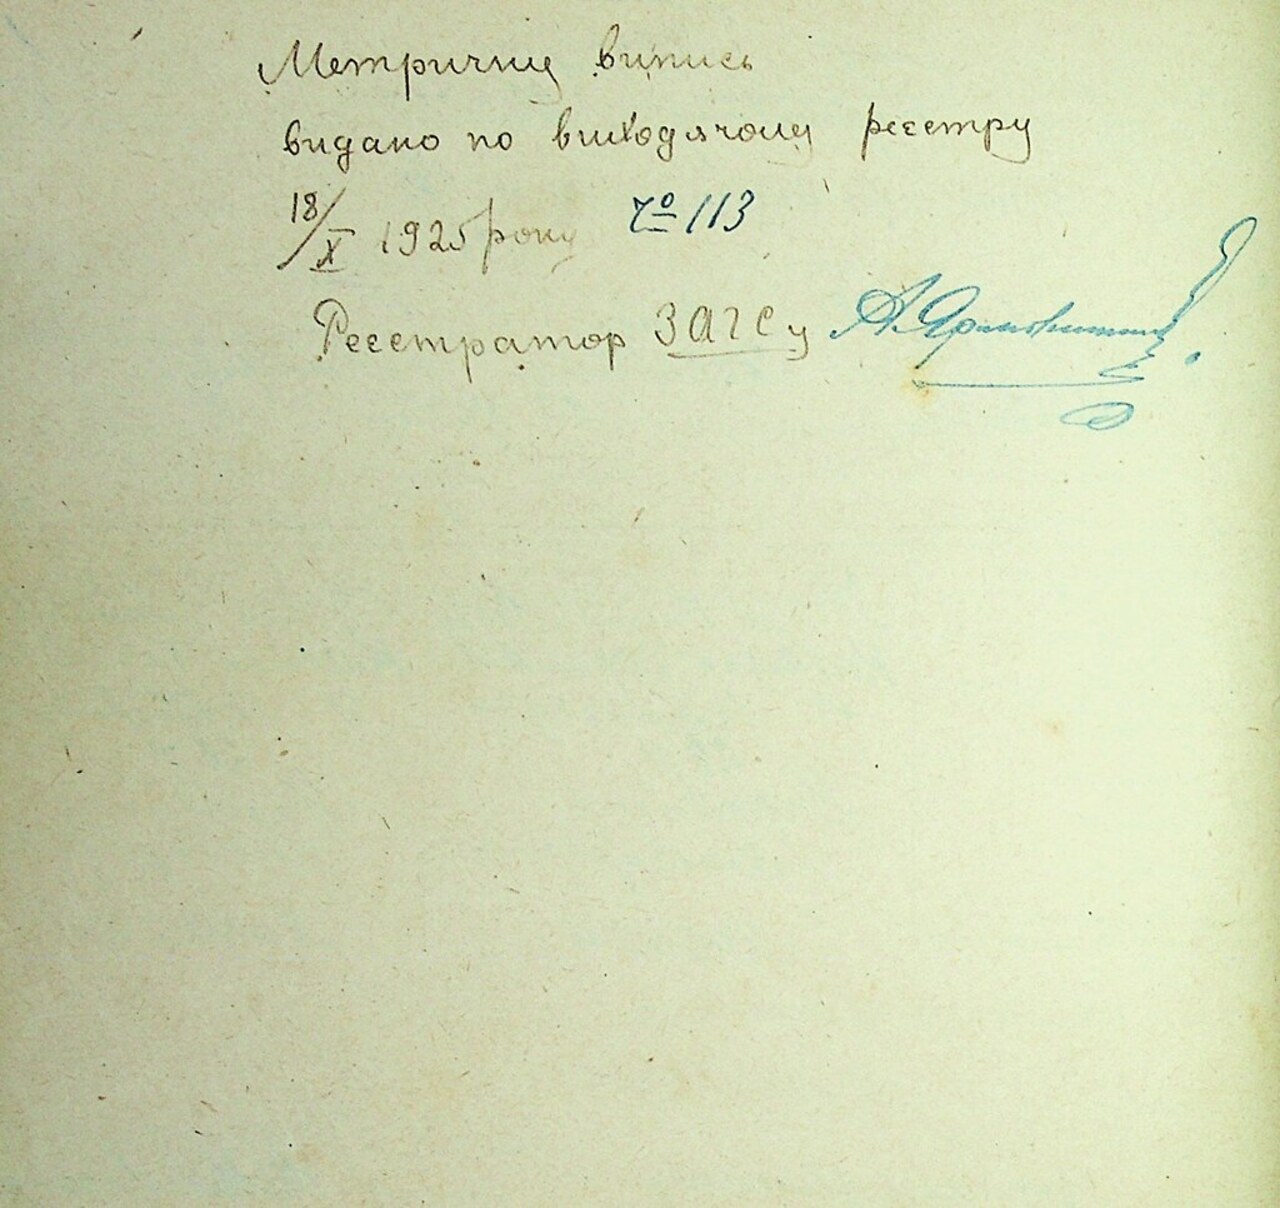 Метричну випись
видано по виходячому реєстру
18/X 1925 року № 113
Реєстратор ЗАГСу А.